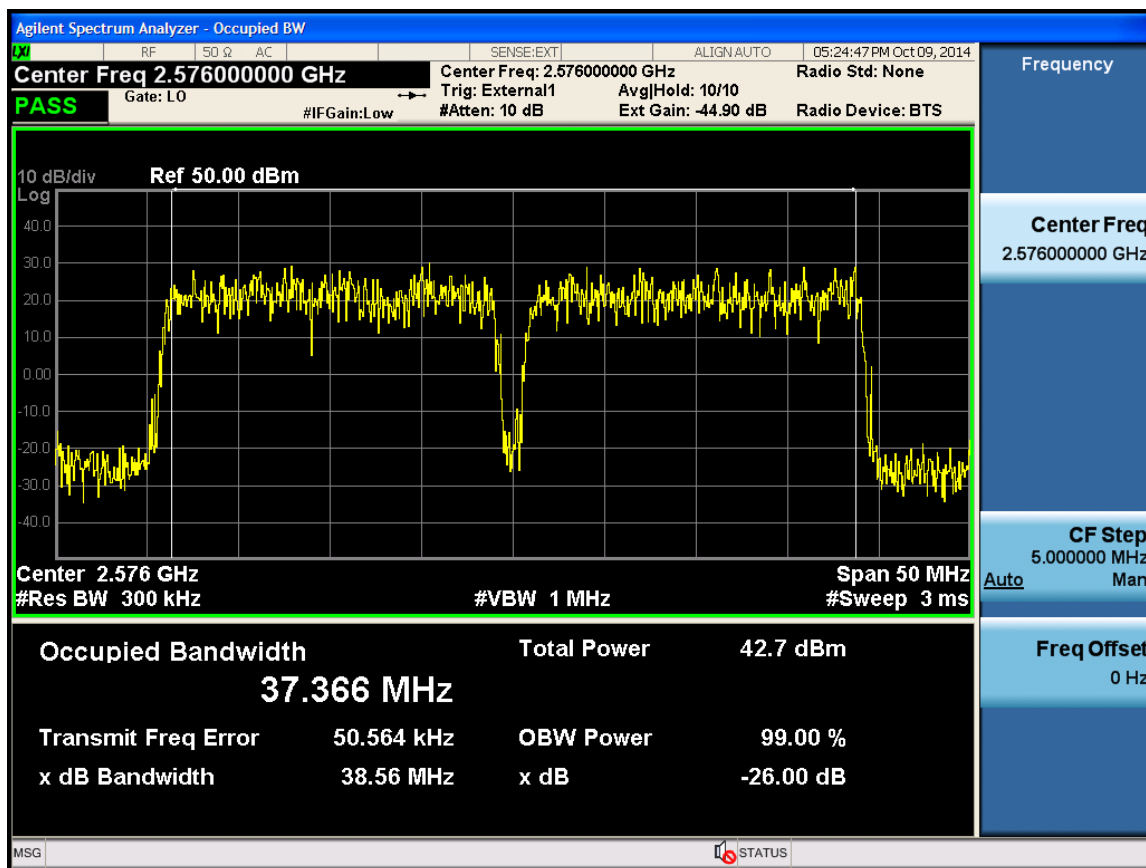 Agilent Spectrum Analyzer - Occupied BW
LXI RF 50 Ω AC SENSE:EXT ALIGN AUTO 05:24:47 PM Oct 09, 2014
Center Freq 2.576000000 GHz
PASS
Gate: LO
#IFGain:Low
Center Freq: 2.576000000 GHz
Trig: External1 Avg|Hold: 10/10
#Atten: 10 dB Ext Gain: -44.90 dB
Radio Std: None
Radio Device: BTS
10 dB/div Ref 50.00 dBm
Log
40.0
30.0
20.0
10.0
0.00
-10.0
-20.0
-30.0
-40.0
Center 2.576 GHz Span 50 MHz
#Res BW 300 kHz #VBW 1 MHz #Sweep 3 ms
Occupied Bandwidth Total Power 42.7 dBm
37.366 MHz
Transmit Freq Error 50.564 kHz OBW Power 99.00 %
x dB Bandwidth 38.56 MHz x dB -26.00 dB
MSG STATUS
Frequency
Center Freq
2.576000000 GHz
CF Step
5.000000 MHz
Auto Man
Freq Offset
0 Hz